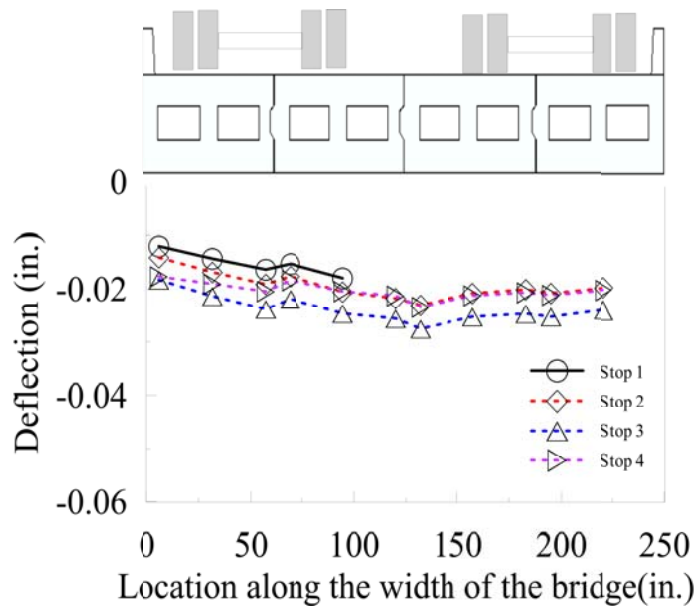 0
-0.02
-0.04
-0.06
Deflection (in.)
Stop 1
Stop 2
Stop 3
Stop 4
0 50 100 150 200 250
Location along the width of the bridge(in.)